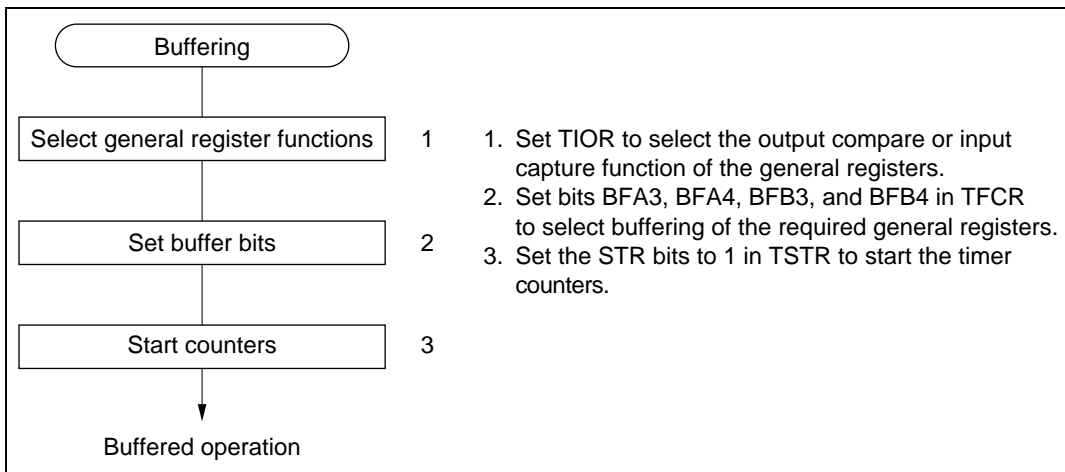 Buffering
Select general register functions 1
Set buffer bits 2
Start counters 3
Buffered operation
1. Set TIOR to select the output compare or input
capture function of the general registers.
2. Set bits BFA3, BFA4, BFB3, and BFB4 in TFCR
to select buffering of the required general registers.
3. Set the STR bits to 1 in TSTR to start the timer
counters.